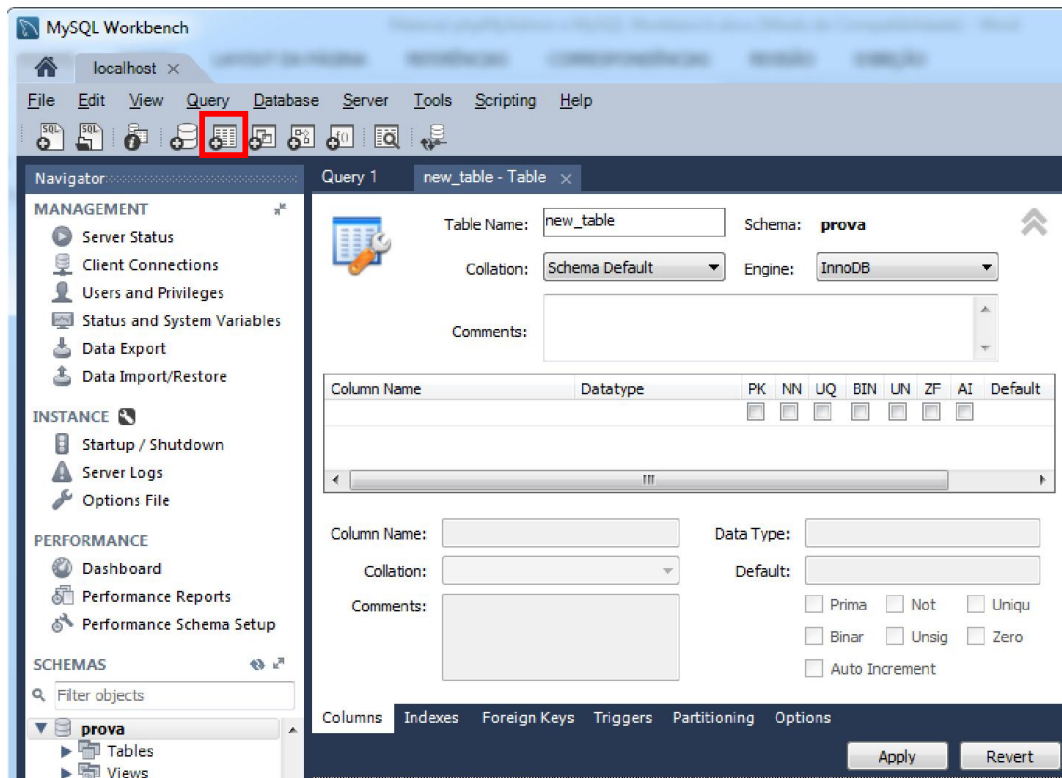 MySQL Workbench
localhost
File Edit View Query Database Server Tools Scripting Help
SQL SQL
Navigator
Query 1 new_table - Table
MANAGEMENT
Server Status
Client Connections
Users and Privileges
Status and System Variables
Data Export
Data Import/Restore
INSTANCE
Startup / Shutdown
Server Logs
Options File
PERFORMANCE
Dashboard
Performance Reports
Performance Schema Setup
SCHEMAS
Filter objects
prova
Tables
Views
Table Name: new_table Schema: prova
Collation: Schema Default Engine: InnoDB
Comments:
Column Name Datatype PK NN UQ BIN UN ZF AI Default
Column Name: Data Type:
Collation: Default:
Comments: Prima Not Uniqu
Binar Unsig Zero
Auto Increment
Columns Indexes Foreign Keys Triggers Partitioning Options
Apply Revert